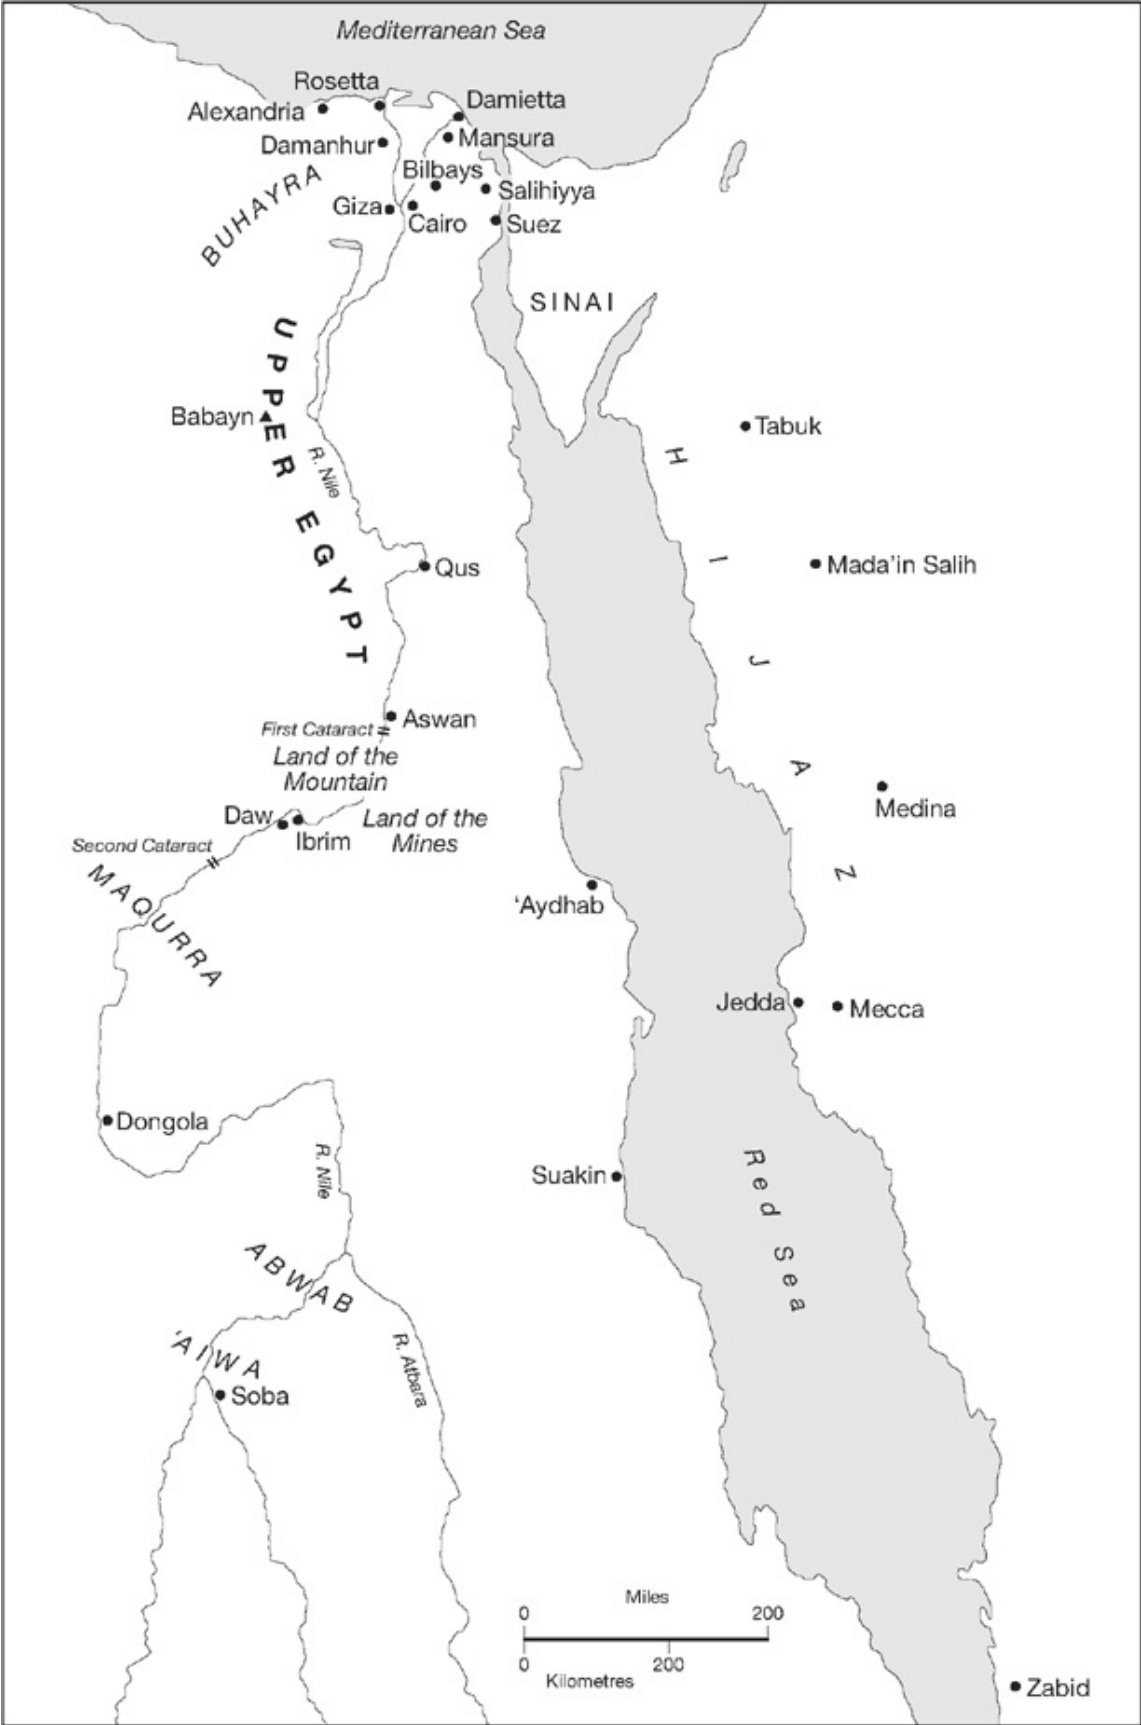 Mediterranean Sea
Rosetta
Alexandria
Damietta
Damanhur
Mansura
Bilbays
BUHAYRA
Salihiyya
Giza
Cairo
Suez
SINAI
UPPER EGYPT
Babayn
Tabuk
R. Nile
HIJAZ
Qus
Mada'in Salih
Aswan
First Cataract
Land of the
Mountain
Medina
Daw
Ibrim
Land of the
Mines
Second Cataract
MAQURRA
‘Aydhab
Jedda
Mecca
Dongola
R. Nile
Suakin
Red Sea
ABWAB
‘AIWA
R. Atbara
Soba
Miles
0 200
0 200
Kilometres
Zabid